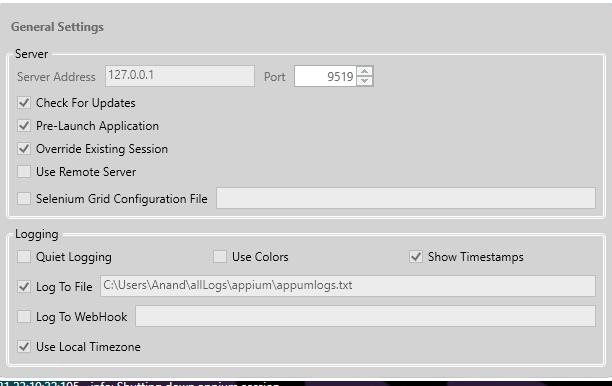 General Settings
Server
Server Address 127.0.0.1 Port 9519
Check For Updates
Pre-Launch Application
Override Existing Session
Use Remote Server
Selenium Grid Configuration File
Logging
Quiet Logging Use Colors Show Timestamps
Log To File C:\Users\Anand\allLogs\appium\appumlogs.txt
Log To WebHook
Use Local Timezone
info: Shutting down appium session